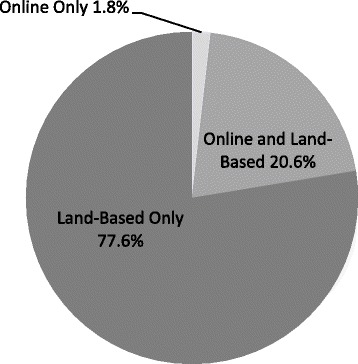 Online Only 1.8%
Online and Land-
Based 20.6%
Land-Based Only
77.6%